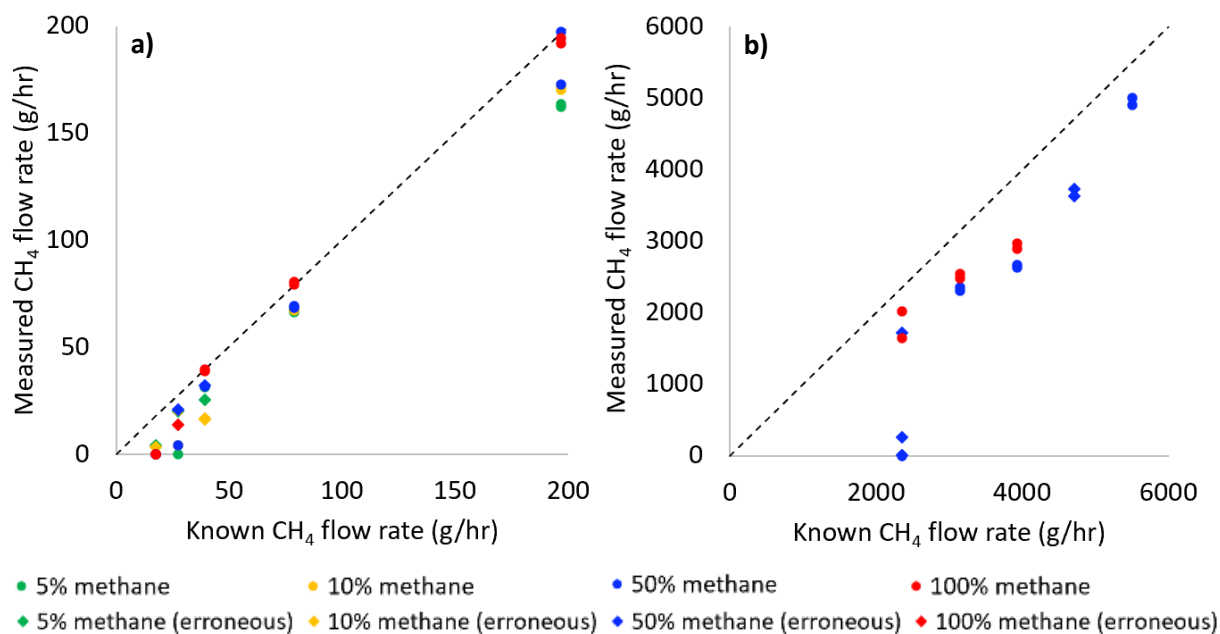 a)
200
150
100
50
0
Measured CH₄ flow rate (g/hr)
0 50 100 150 200
Known CH₄ flow rate (g/hr)
b)
6000
5000
4000
3000
2000
1000
0
Measured CH₄ flow rate (g/hr)
0 2000 4000 6000
Known CH₄ flow rate (g/hr)
5% methane 10% methane 50% methane 100% methane
5% methane (erroneous) 10% methane (erroneous) 50% methane (erroneous) 100% methane (erroneous)